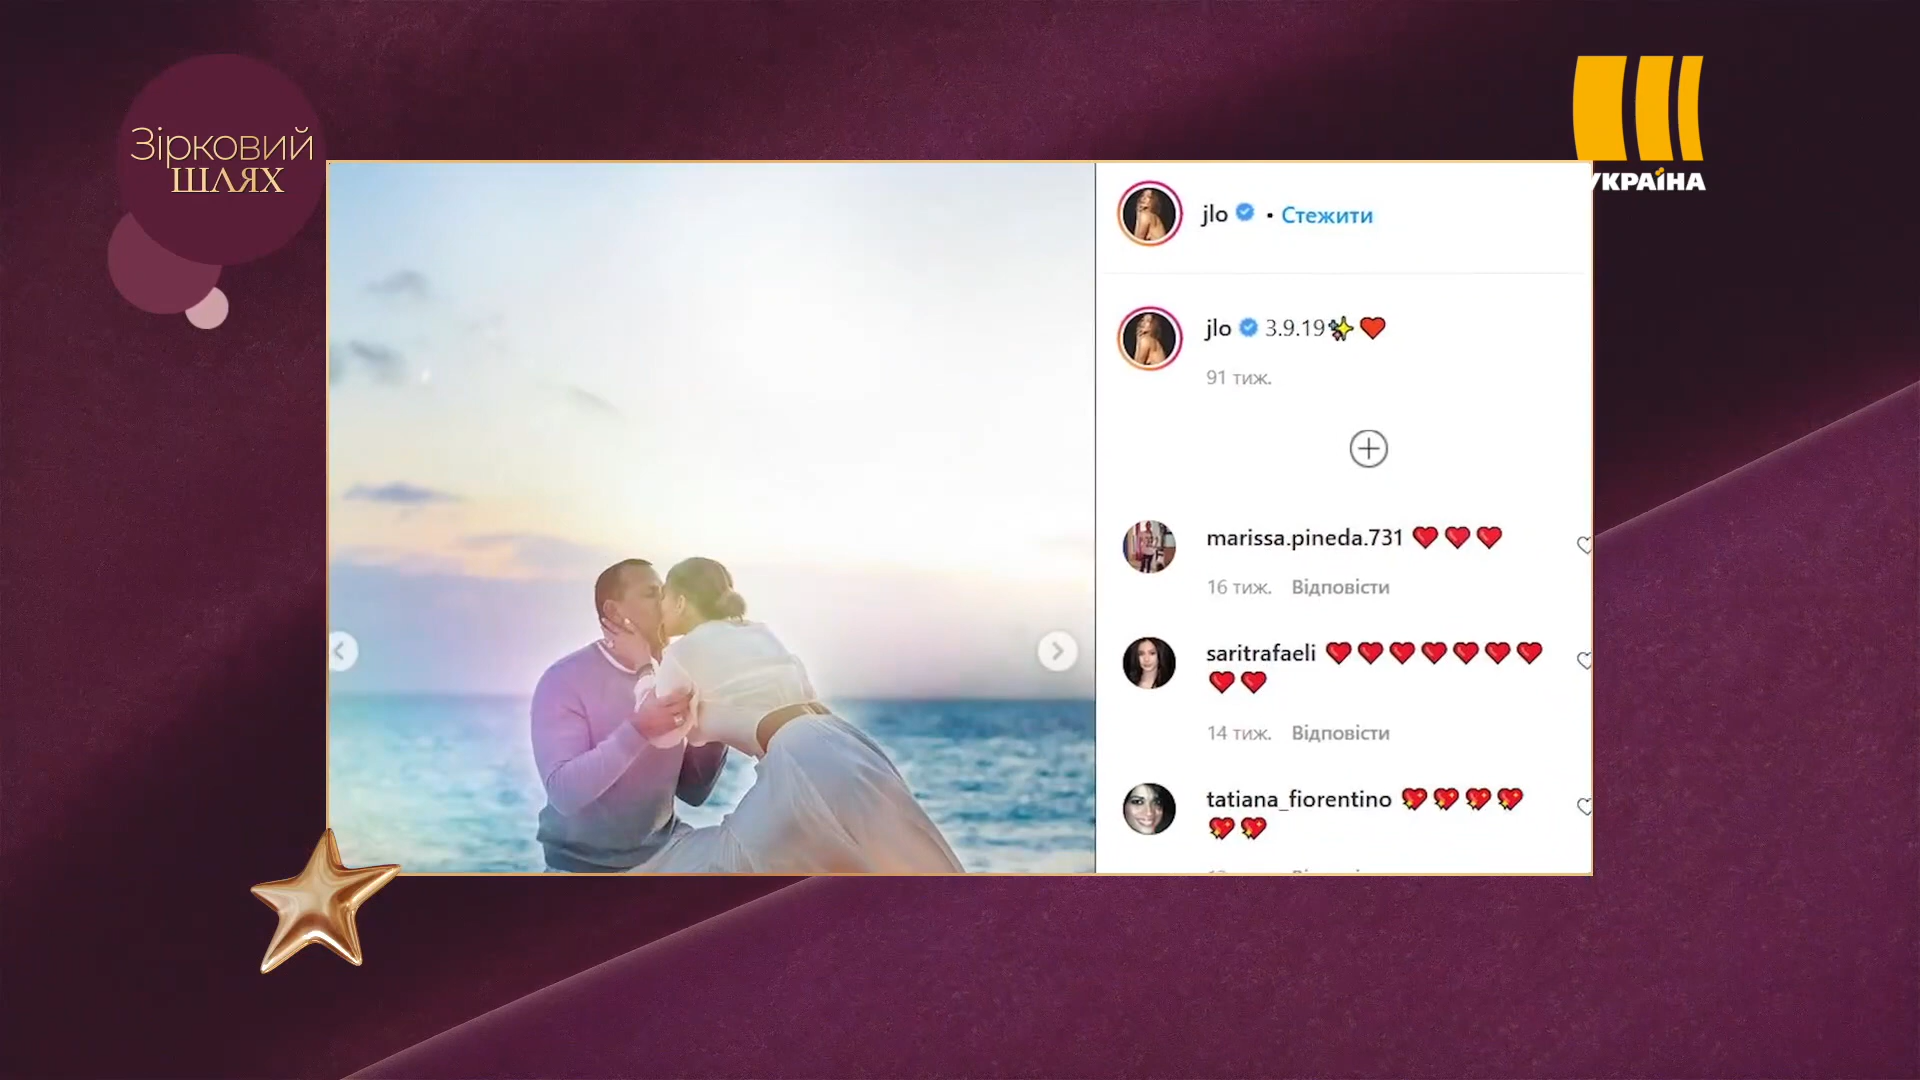 Зірковий
ШЛЯХ
УКРАЇНА
jlo • Стежити
jlo 3.9.19✨❤️
91 тиж.
marissa.pineda.731 ❤️❤️❤️
16 тиж. Відповісти
saritrafaeli ❤️❤️❤️❤️❤️❤️❤️
❤️❤️
14 тиж. Відповісти
tatiana_fiorentino 💖💖💖💖
💖💖